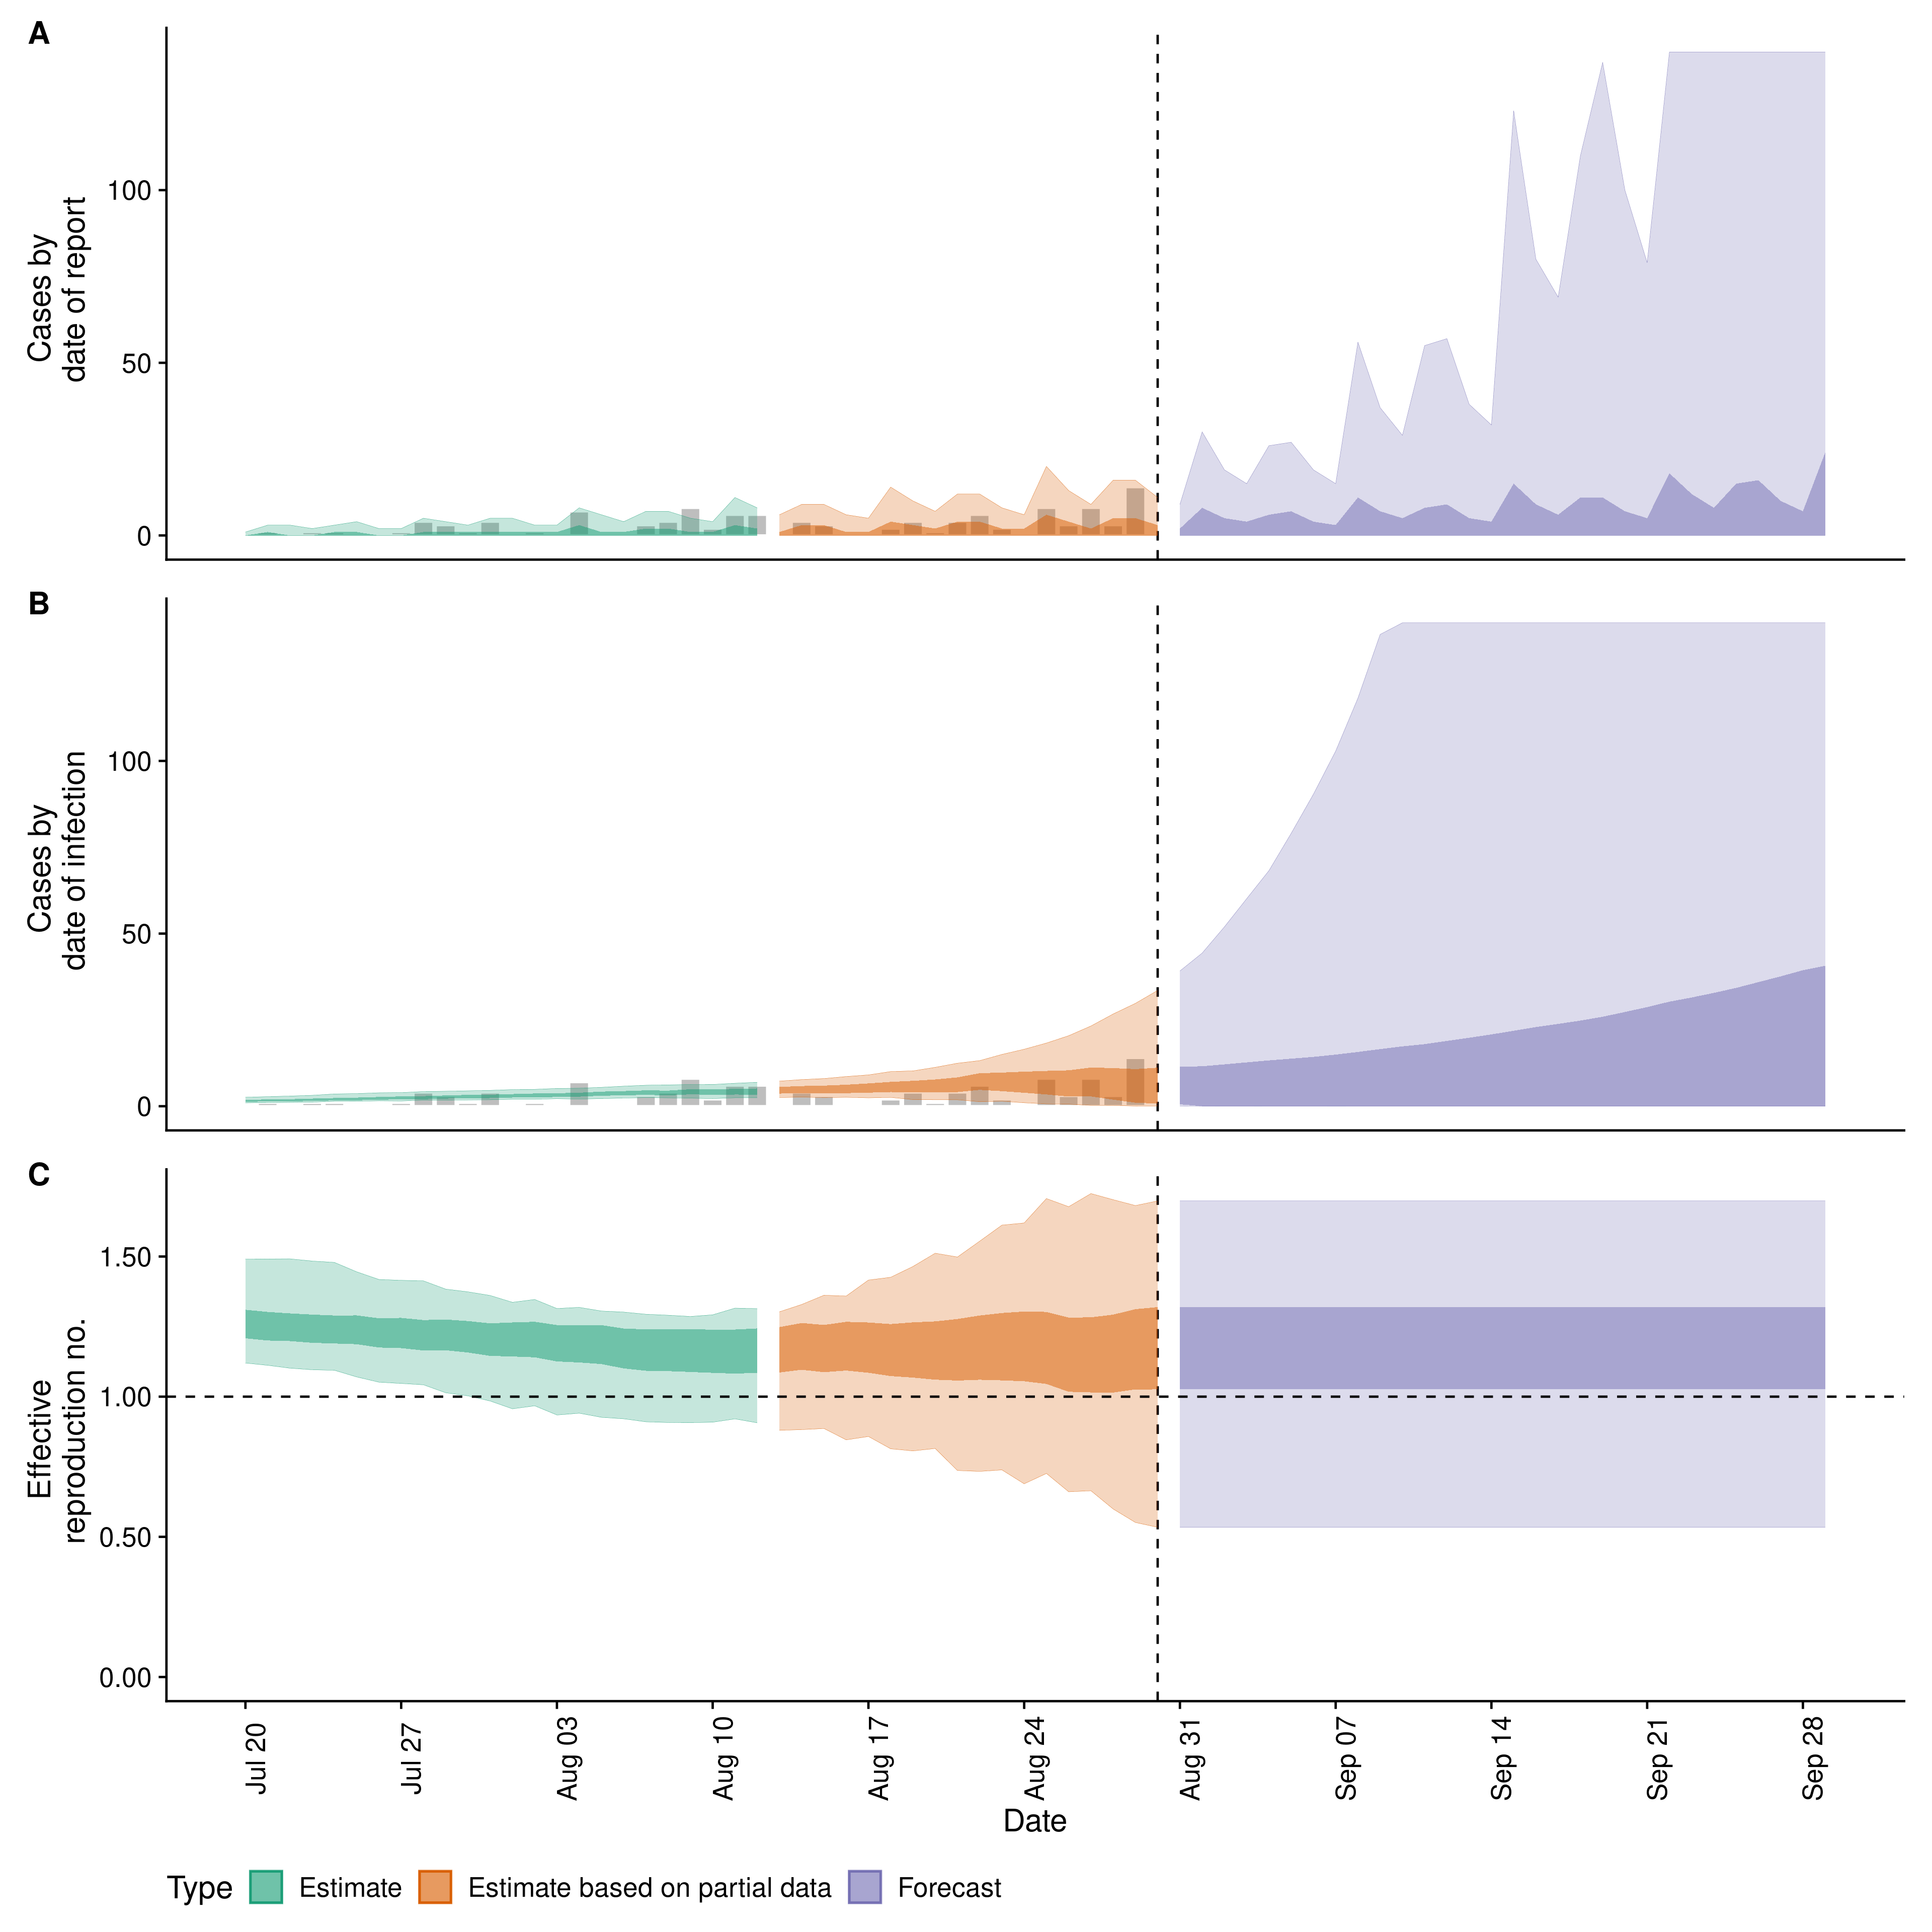 A
Cases by
date of report
100
50
0
B
Cases by
date of infection
100
50
0
C
Effective
reproduction no.
1.50
1.00
0.50
0.00
Jul 20
Jul 27
Aug 03
Aug 10
Aug 17
Aug 24
Aug 31
Sep 07
Sep 14
Sep 21
Sep 28
Date
Type Estimate Estimate based on partial data Forecast